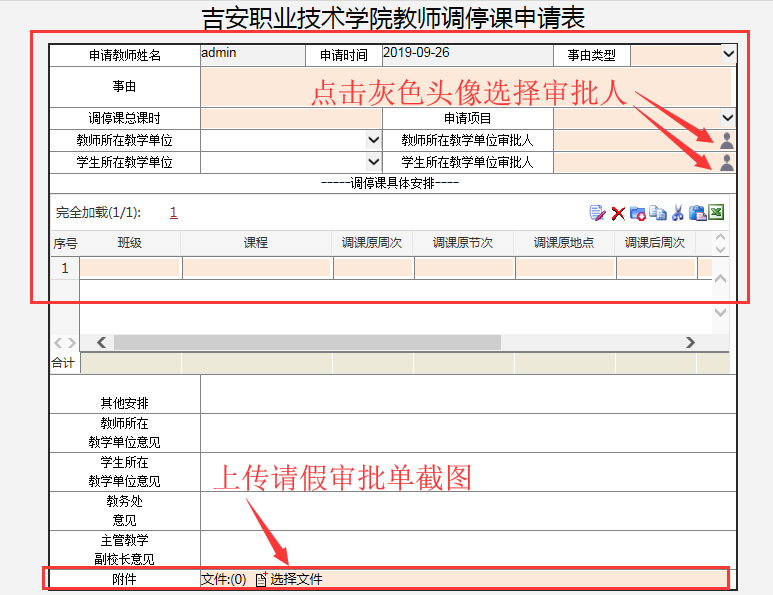 吉安职业技术学院教师调停课申请表
申请教师姓名 admin 申请时间 2019-09-26 事由类型
事由
点击灰色头像选择审批人
调停课总课时 申请项目
教师所在教学单位 教师所在教学单位审批人
学生所在教学单位 学生所在教学单位审批人
-----调停课具体安排----
完全加载(1/1): 1
序号 班级 课程 调课原周次 调课原节次 调课原地点 调课后周次
1
合计
其他安排
教师所在
教学单位意见
学生所在
教学单位意见
上传请假审批单截图
教务处
意见
主管教学
副校长意见
附件 文件:(0) 选择文件